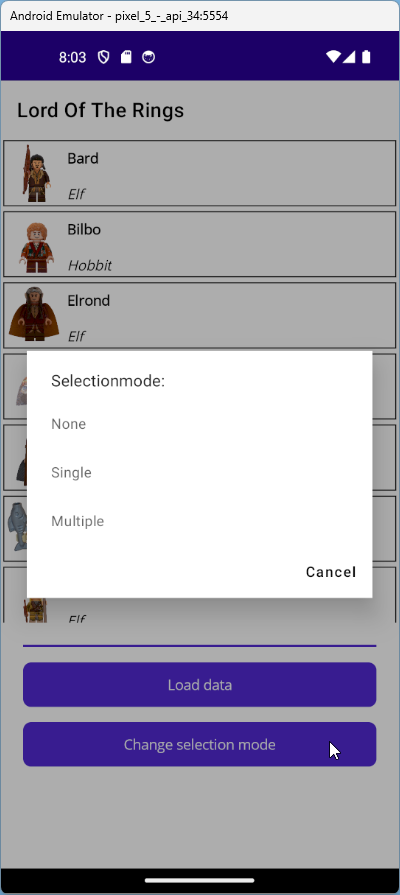 Android Emulator - pixel_5_-_api_34:5554
8:03
Lord Of The Rings
Bard
Elf
Bilbo
Hobbit
Elrond
Elf
Selectionmode:
None
Single
Multiple
Cancel
Elf
Load data
Change selection mode